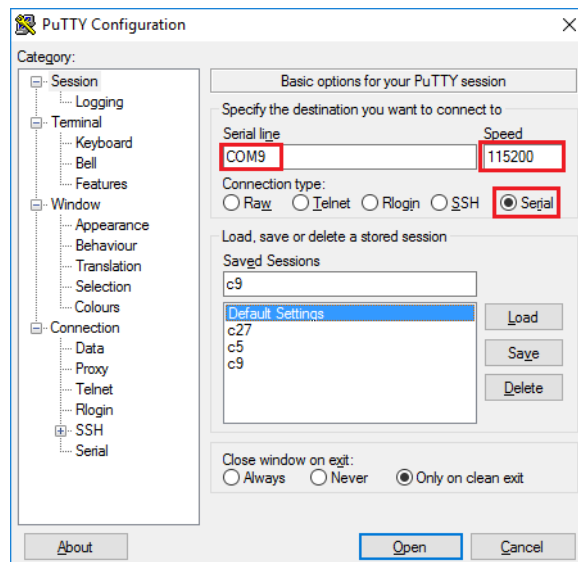 PuTTY Configuration
Category:
Session
Logging
Terminal
Keyboard
Bell
Features
Window
Appearance
Behaviour
Translation
Selection
Colours
Connection
Data
Proxy
Telnet
Rlogin
SSH
Serial
Basic options for your PuTTY session
Specify the destination you want to connect to
Serial line Speed
COM9 115200
Connection type:
Raw Telnet Rlogin SSH Serial
Load, save or delete a stored session
Saved Sessions
c9
Default Settings
c27
c5
c9
Load
Save
Delete
Close window on exit:
Always Never Only on clean exit
About Open Cancel